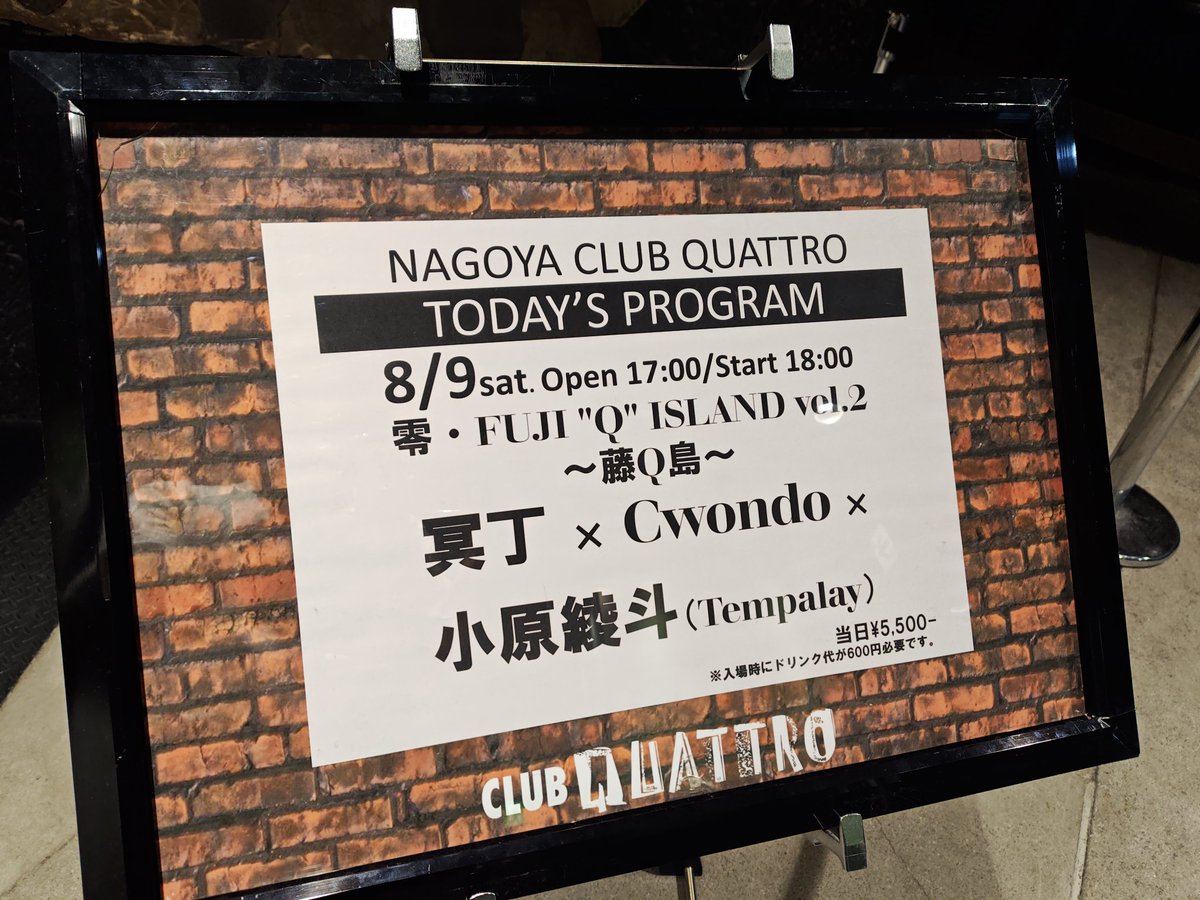 NAGOYA CLUB QUATTRO
TODAY'S PROGRAM
8/9sat. Open 17:00/Start 18:00
零・FUJI "Q" ISLAND vol.2
～藤Q島～
冥丁 × Cwondo ×
小原綾斗(Tempalay)
当日¥5,500-
※入場時にドリンク代が600円必要です。
CLUB QUATTRO